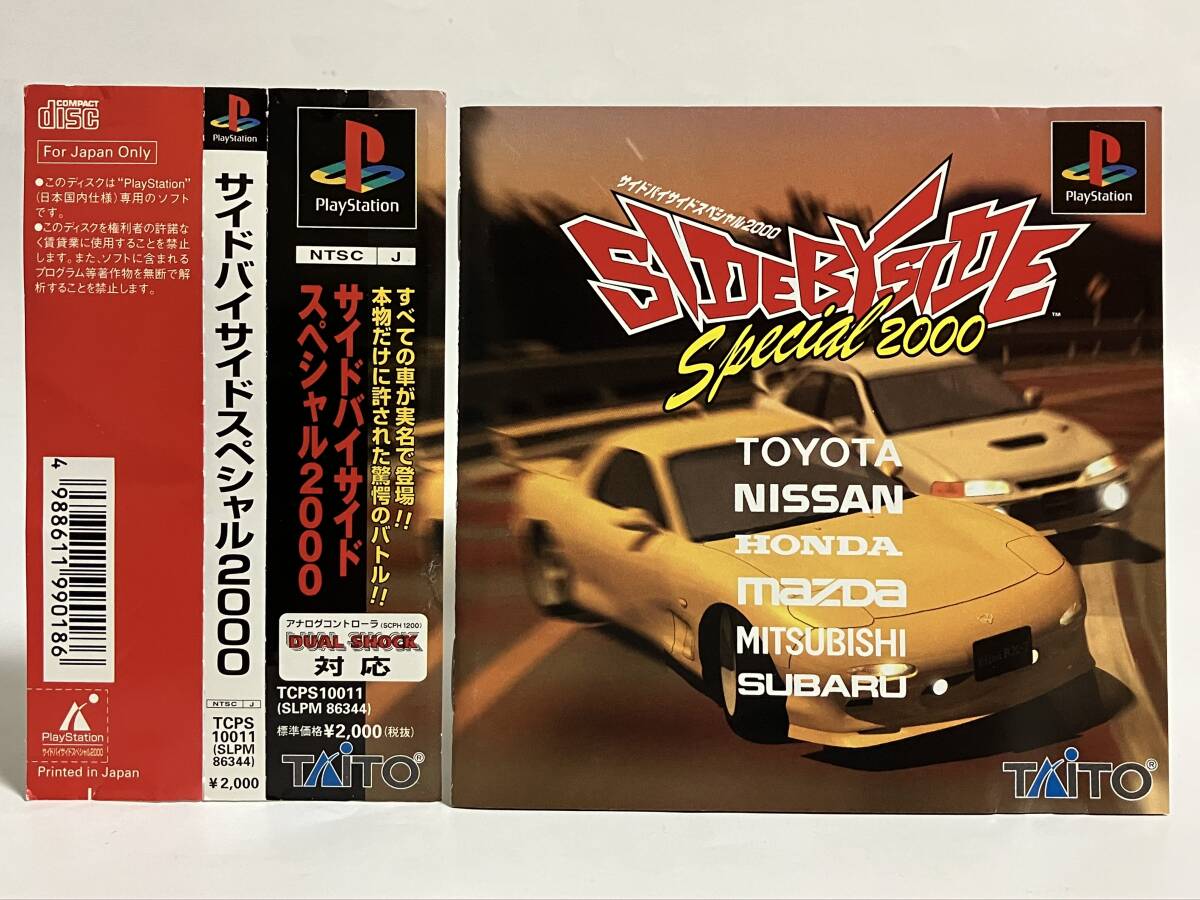 COMPACT
disc
For Japan Only
●このディスクは“PlayStation”
(日本国内仕様)専用のソフト
です。
●このディスクを権利者の許諾な
く賃貸業に使用することを禁止
します。また、ソフトに含まれる
プログラム等著作物を無断で解
析することを禁止します。
4 988611 990186
PlayStation
サイドバイサイドスペシャル2000
Printed in Japan
PlayStation
サイドバイサイドスペシャル2000
NTSC J
TCPS
10011
(SLPM
86344)
¥2,000
PlayStation
NTSC J
すべての車が実名で登場!!
本物だけに許された驚愕のバトル!!
サイドバイサイド
スペシャル2000
アナログコントローラ(SCPH 1200)
DUAL SHOCK
対応
TCPS10011
(SLPM 86344)
標準価格¥2,000(税抜)
TAITO®
PlayStation
サイドバイサイドスペシャル2000
SIDE BY SIDE™
Special 2000
TOYOTA
NISSAN
HONDA
mazda
MITSUBISHI
SUBARU
TAITO®